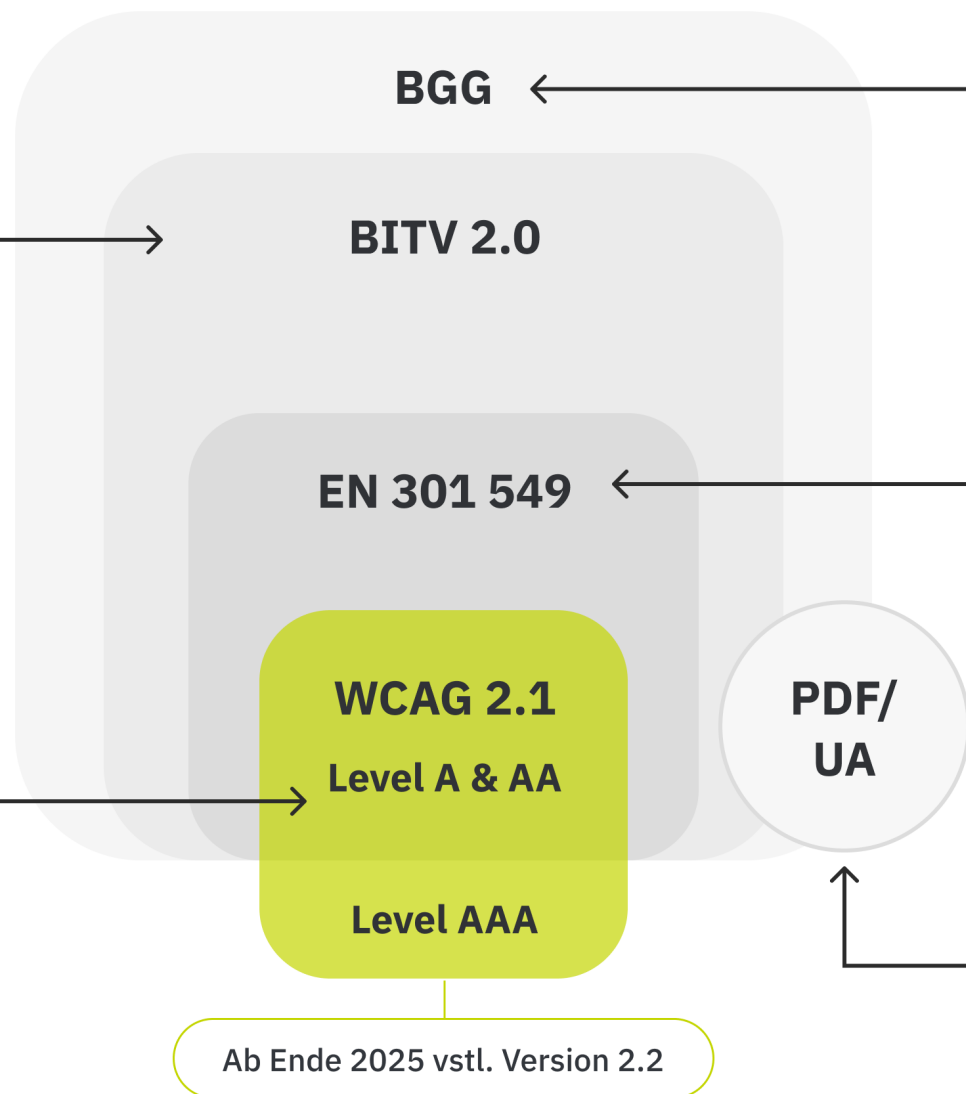 BGG
BITV 2.0
EN 301 549
WCAG 2.1
Level A & AA
Level AAA
PDF/
UA
Ab Ende 2025 vstl. Version 2.2